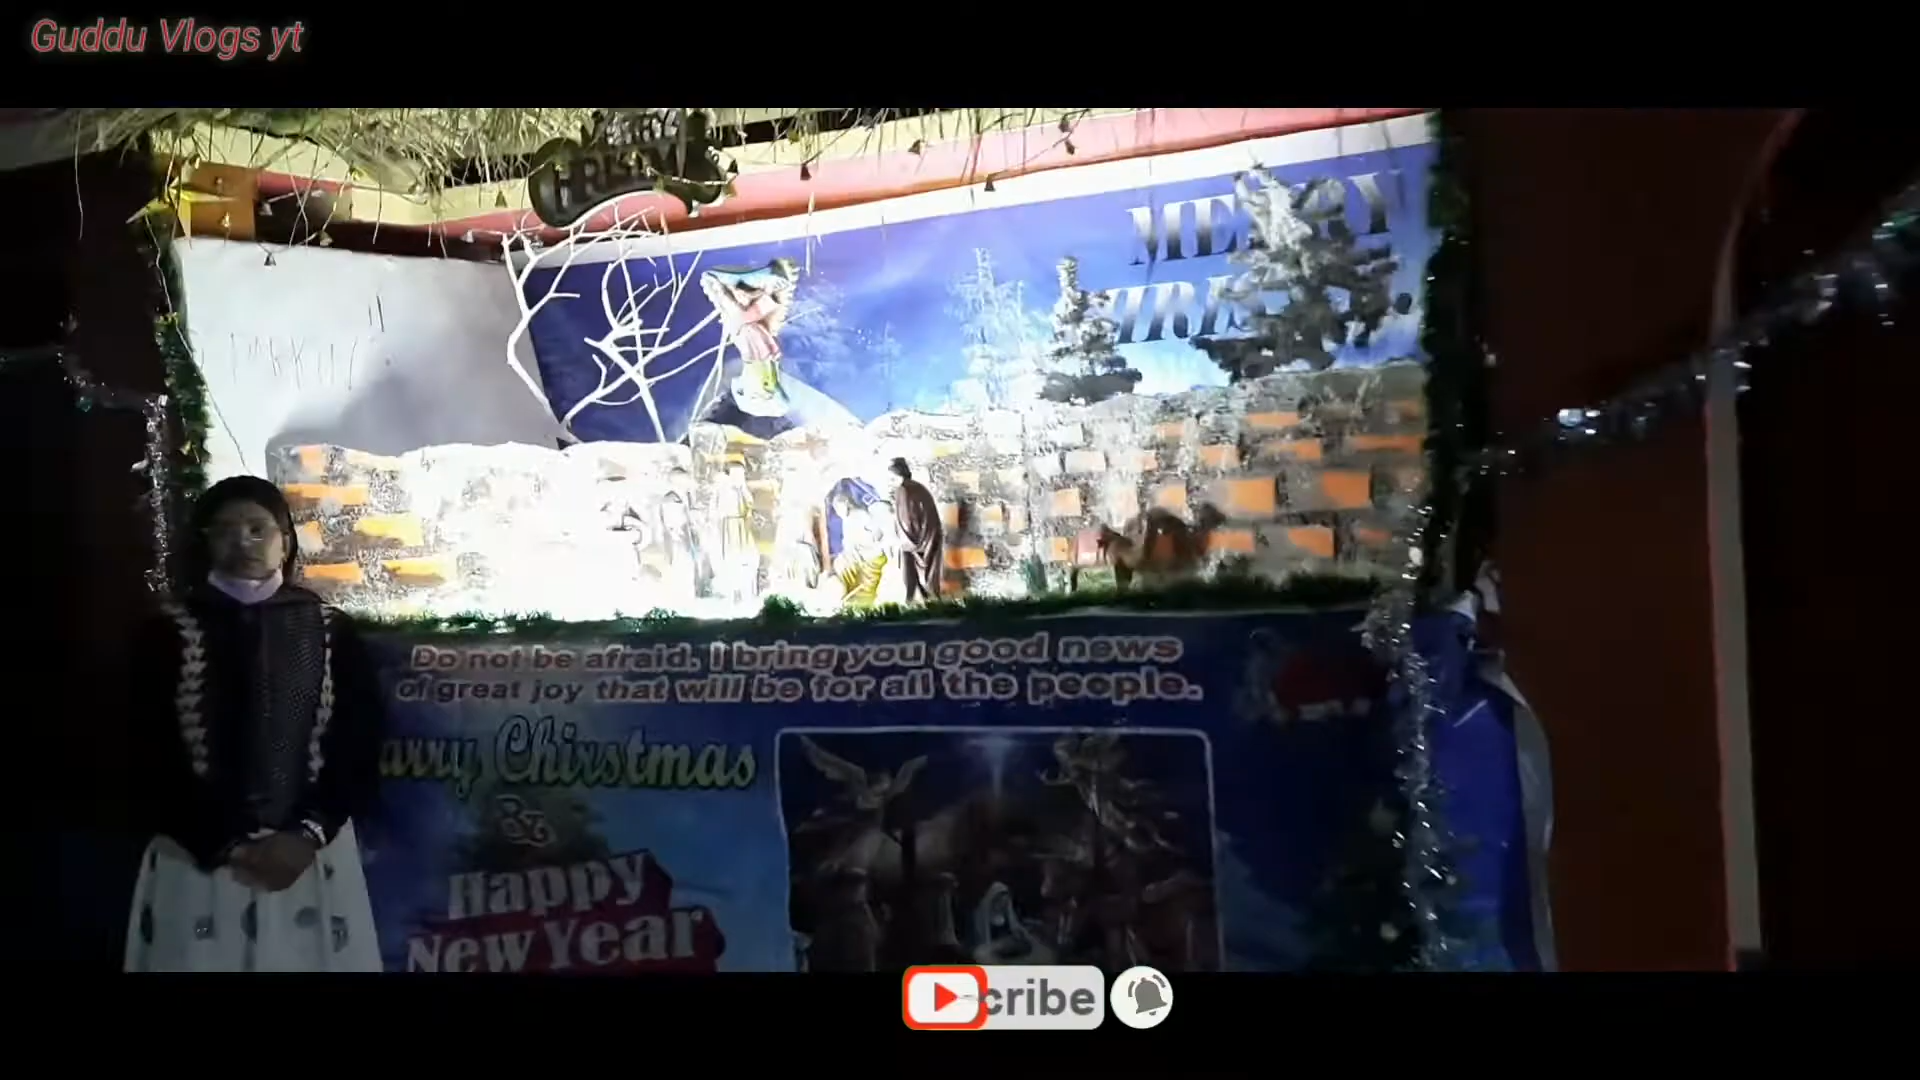 Guddu Vlogs yt
MERRY
Do not be afraid. I bring you good news
of great joy that will be for all the people.
Chirstmas
&
Happy
New Year
cribe